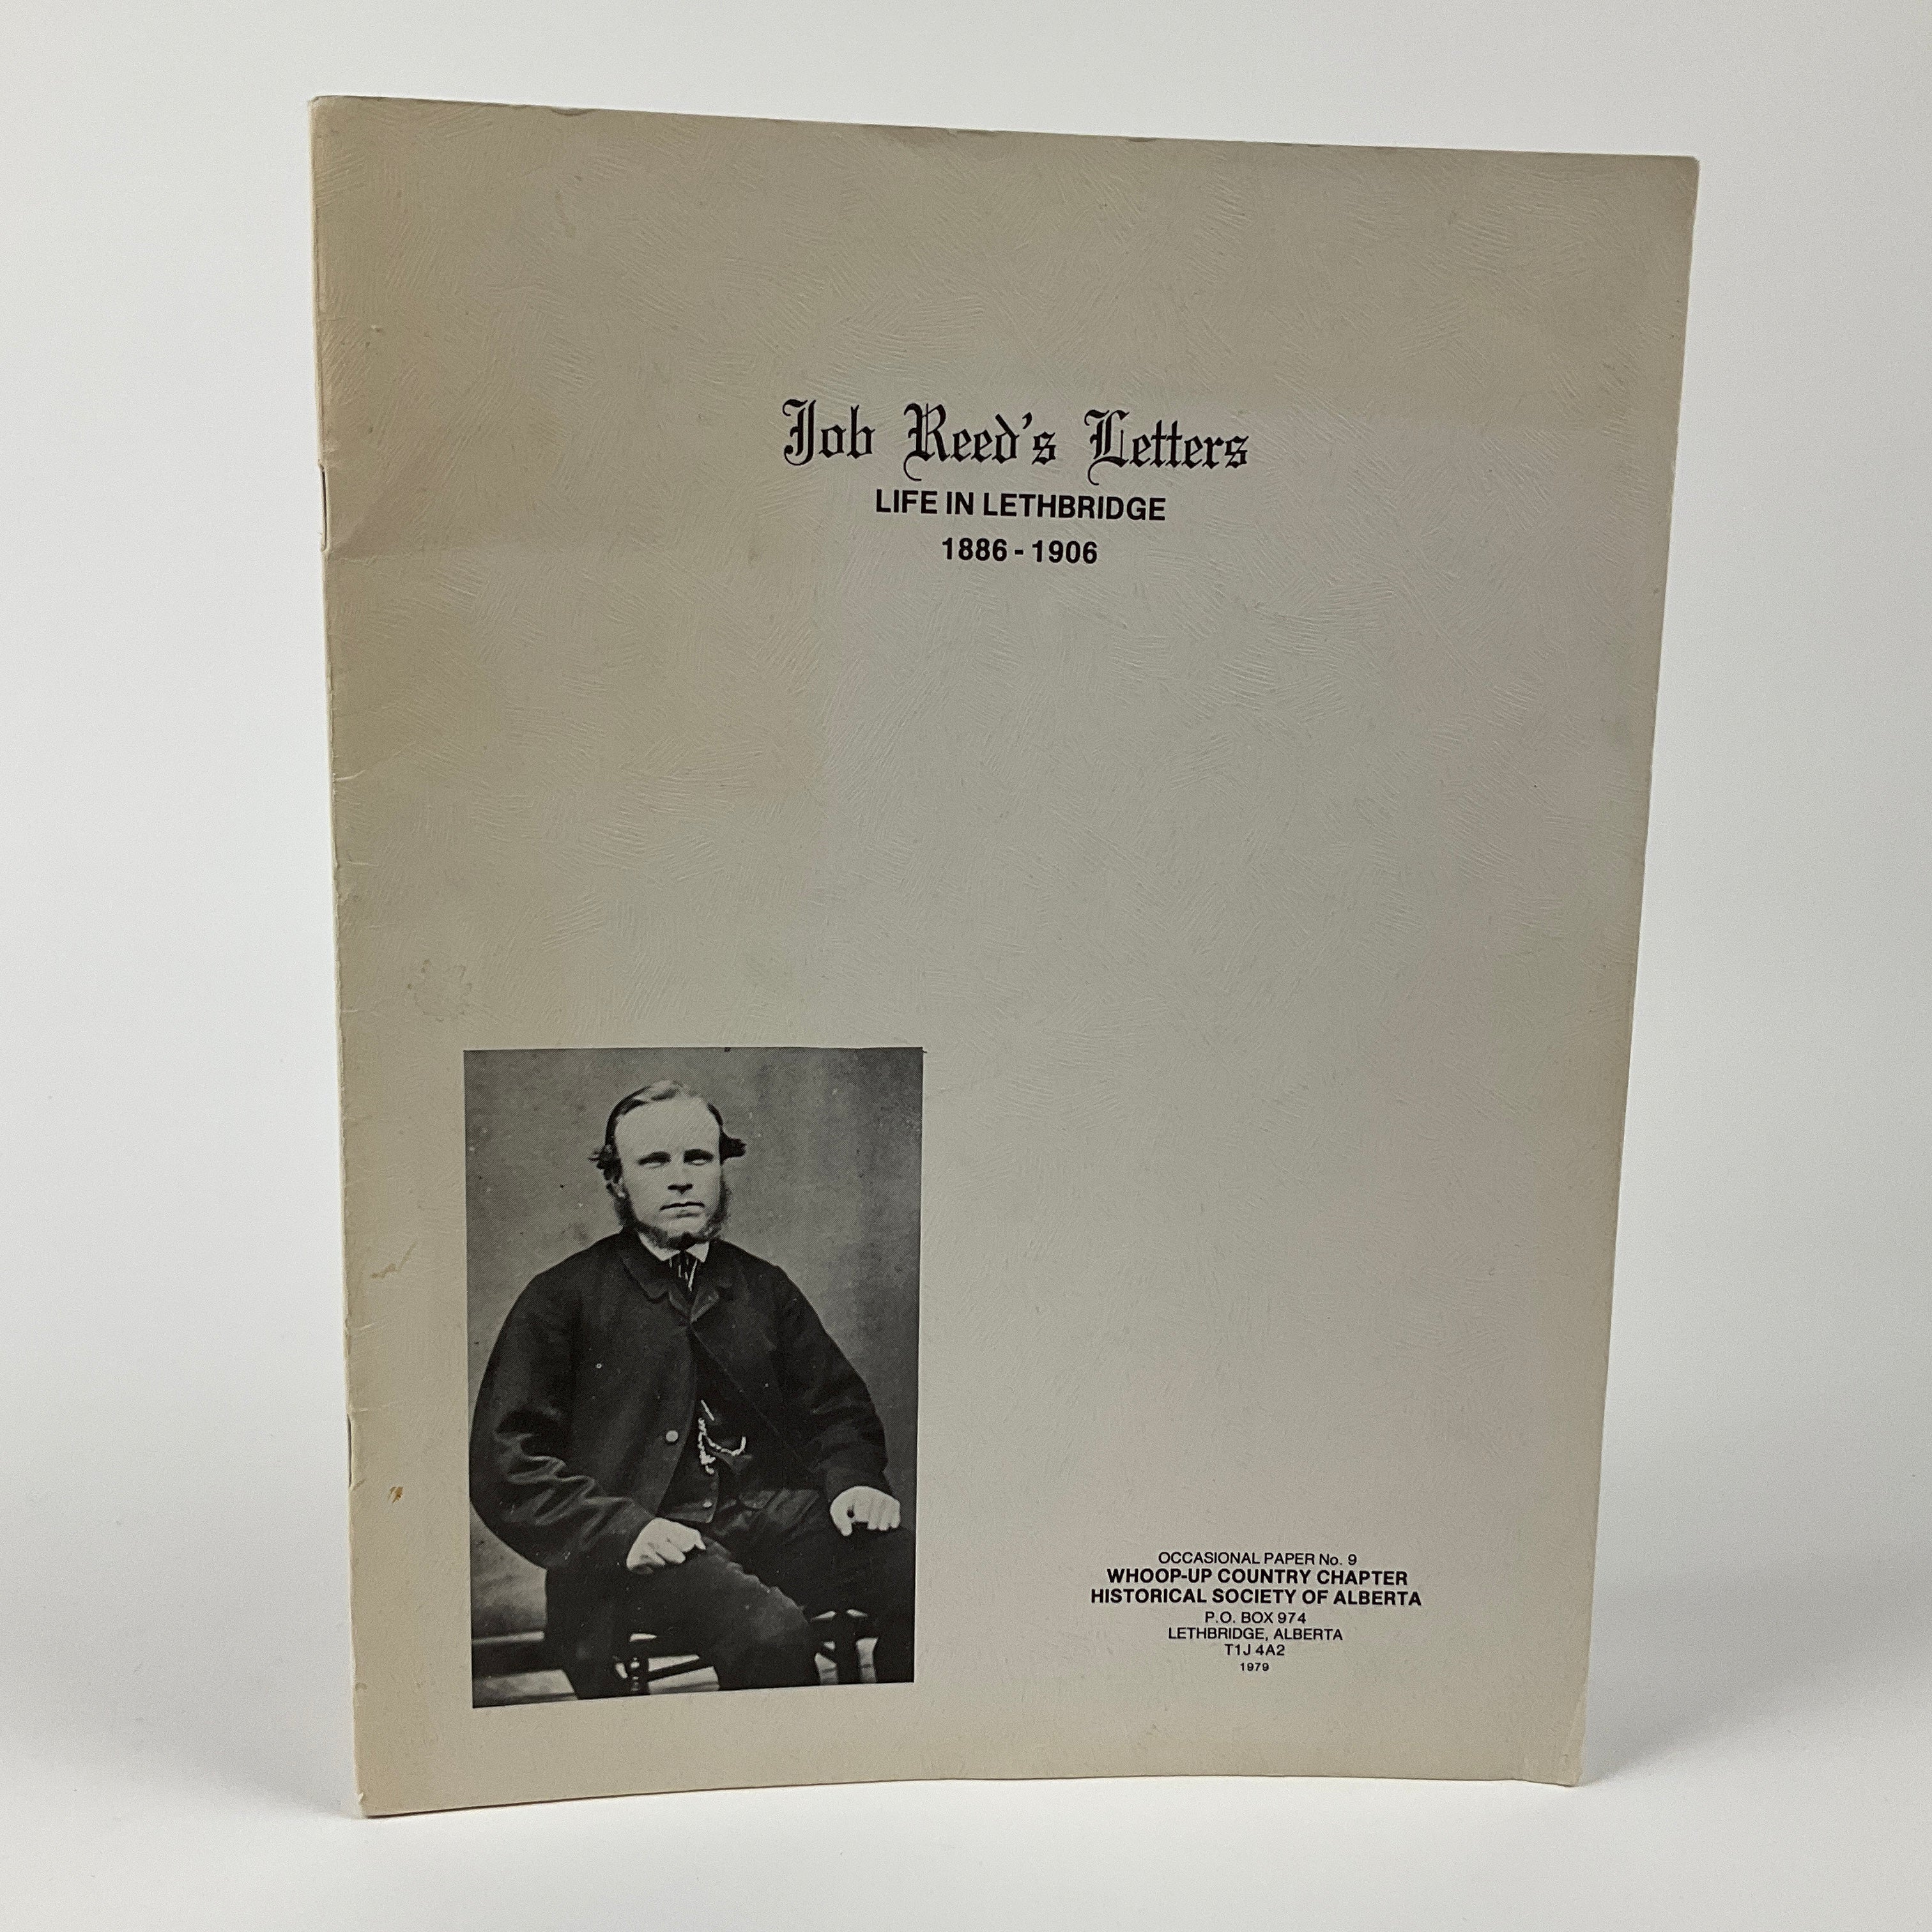 Job Reed's Letters
LIFE IN LETHBRIDGE
1886 - 1906
OCCASIONAL PAPER No. 9
WHOOP-UP COUNTRY CHAPTER
HISTORICAL SOCIETY OF ALBERTA
P.O. BOX 974
LETHBRIDGE, ALBERTA
T1J 4A2
1979